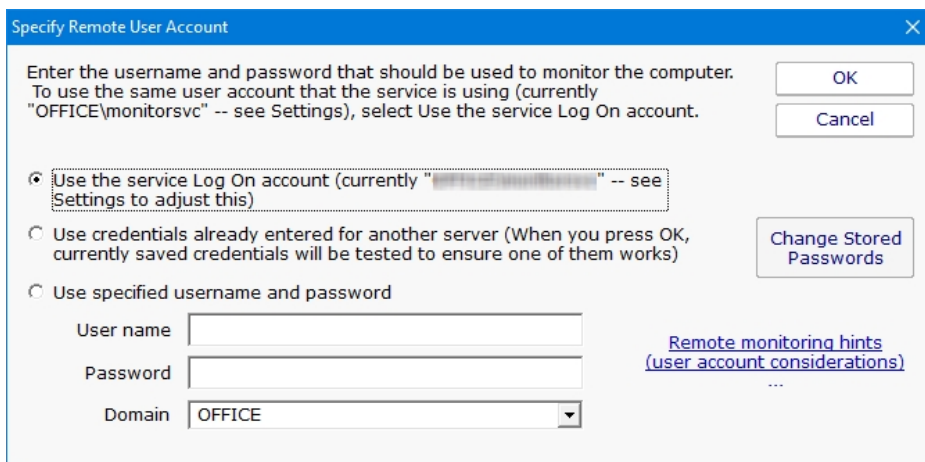 Specify Remote User Account
Enter the username and password that should be used to monitor the computer.
To use the same user account that the service is using (currently
"OFFICE\monitorsvc" -- see Settings), select Use the service Log On account.
OK
Cancel
Use the service Log On account (currently "" -- see
Settings to adjust this)
Use credentials already entered for another server (When you press OK,
currently saved credentials will be tested to ensure one of them works)
Change Stored
Passwords
Use specified username and password
User name
Password
Domain
OFFICE
Remote monitoring hints
(user account considerations)
...